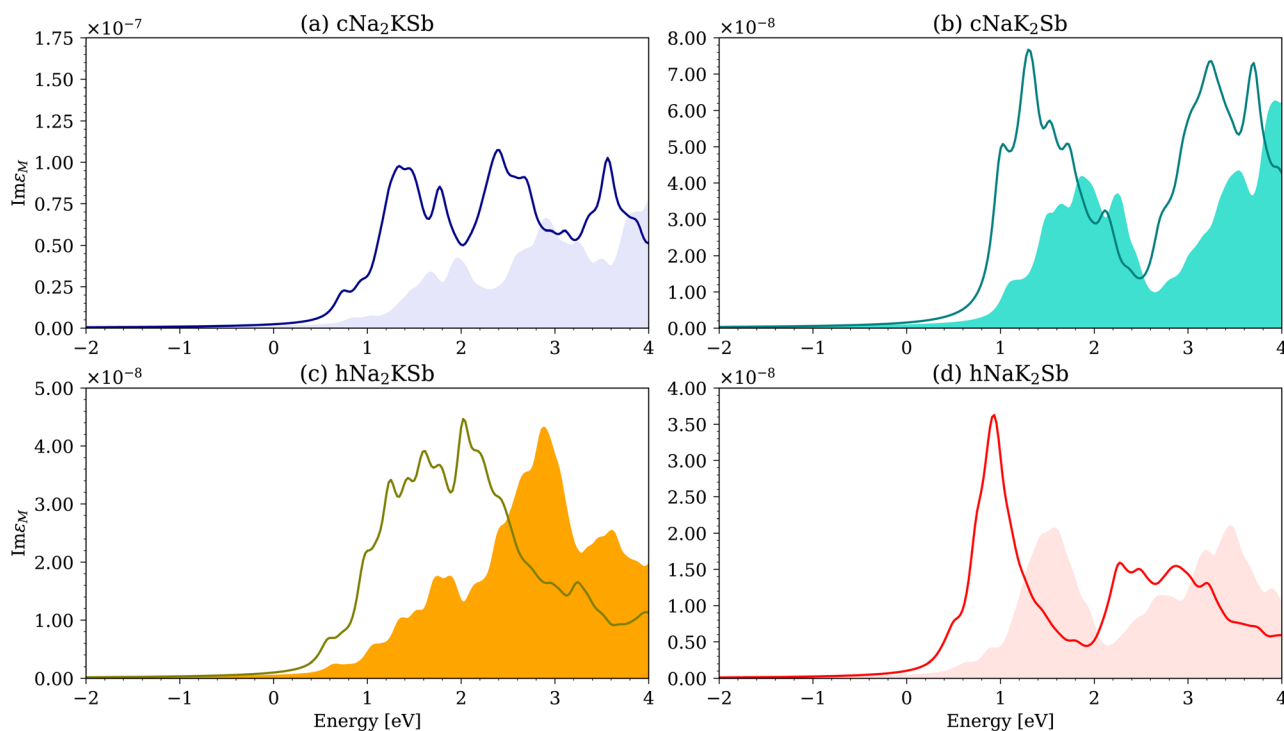 ×10⁻⁷ (a) cNa₂KSb
1.75
1.50
1.25
1.00
0.75
0.50
0.25
0.00
Imε_M
−2 −1 0 1 2 3 4
×10⁻⁸ (b) cNaK₂Sb
8.00
7.00
6.00
5.00
4.00
3.00
2.00
1.00
0.00
−2 −1 0 1 2 3 4
×10⁻⁸ (c) hNa₂KSb
5.00
4.00
3.00
2.00
1.00
0.00
Imε_M
−2 −1 0 1 2 3 4
Energy [eV]
×10⁻⁸ (d) hNaK₂Sb
4.00
3.50
3.00
2.50
2.00
1.50
1.00
0.50
0.00
−2 −1 0 1 2 3 4
Energy [eV]